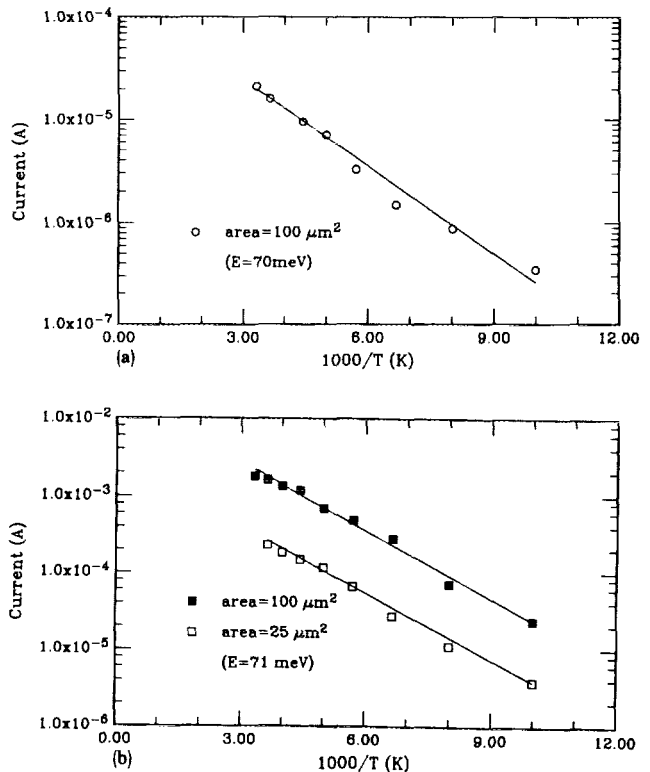 1.0x10⁻⁴
1.0x10⁻⁵
1.0x10⁻⁶
1.0x10⁻⁷
Current (A)
area=100 μm²
(E=70meV)
0.00 3.00 6.00 9.00 12.00
(a)
1000/T (K)
1.0x10⁻²
1.0x10⁻³
1.0x10⁻⁴
1.0x10⁻⁵
1.0x10⁻⁶
Current (A)
area=100 μm²
area=25 μm²
(E=71 meV)
0.00 3.00 6.00 9.00 12.00
(b)
1000/T (K)